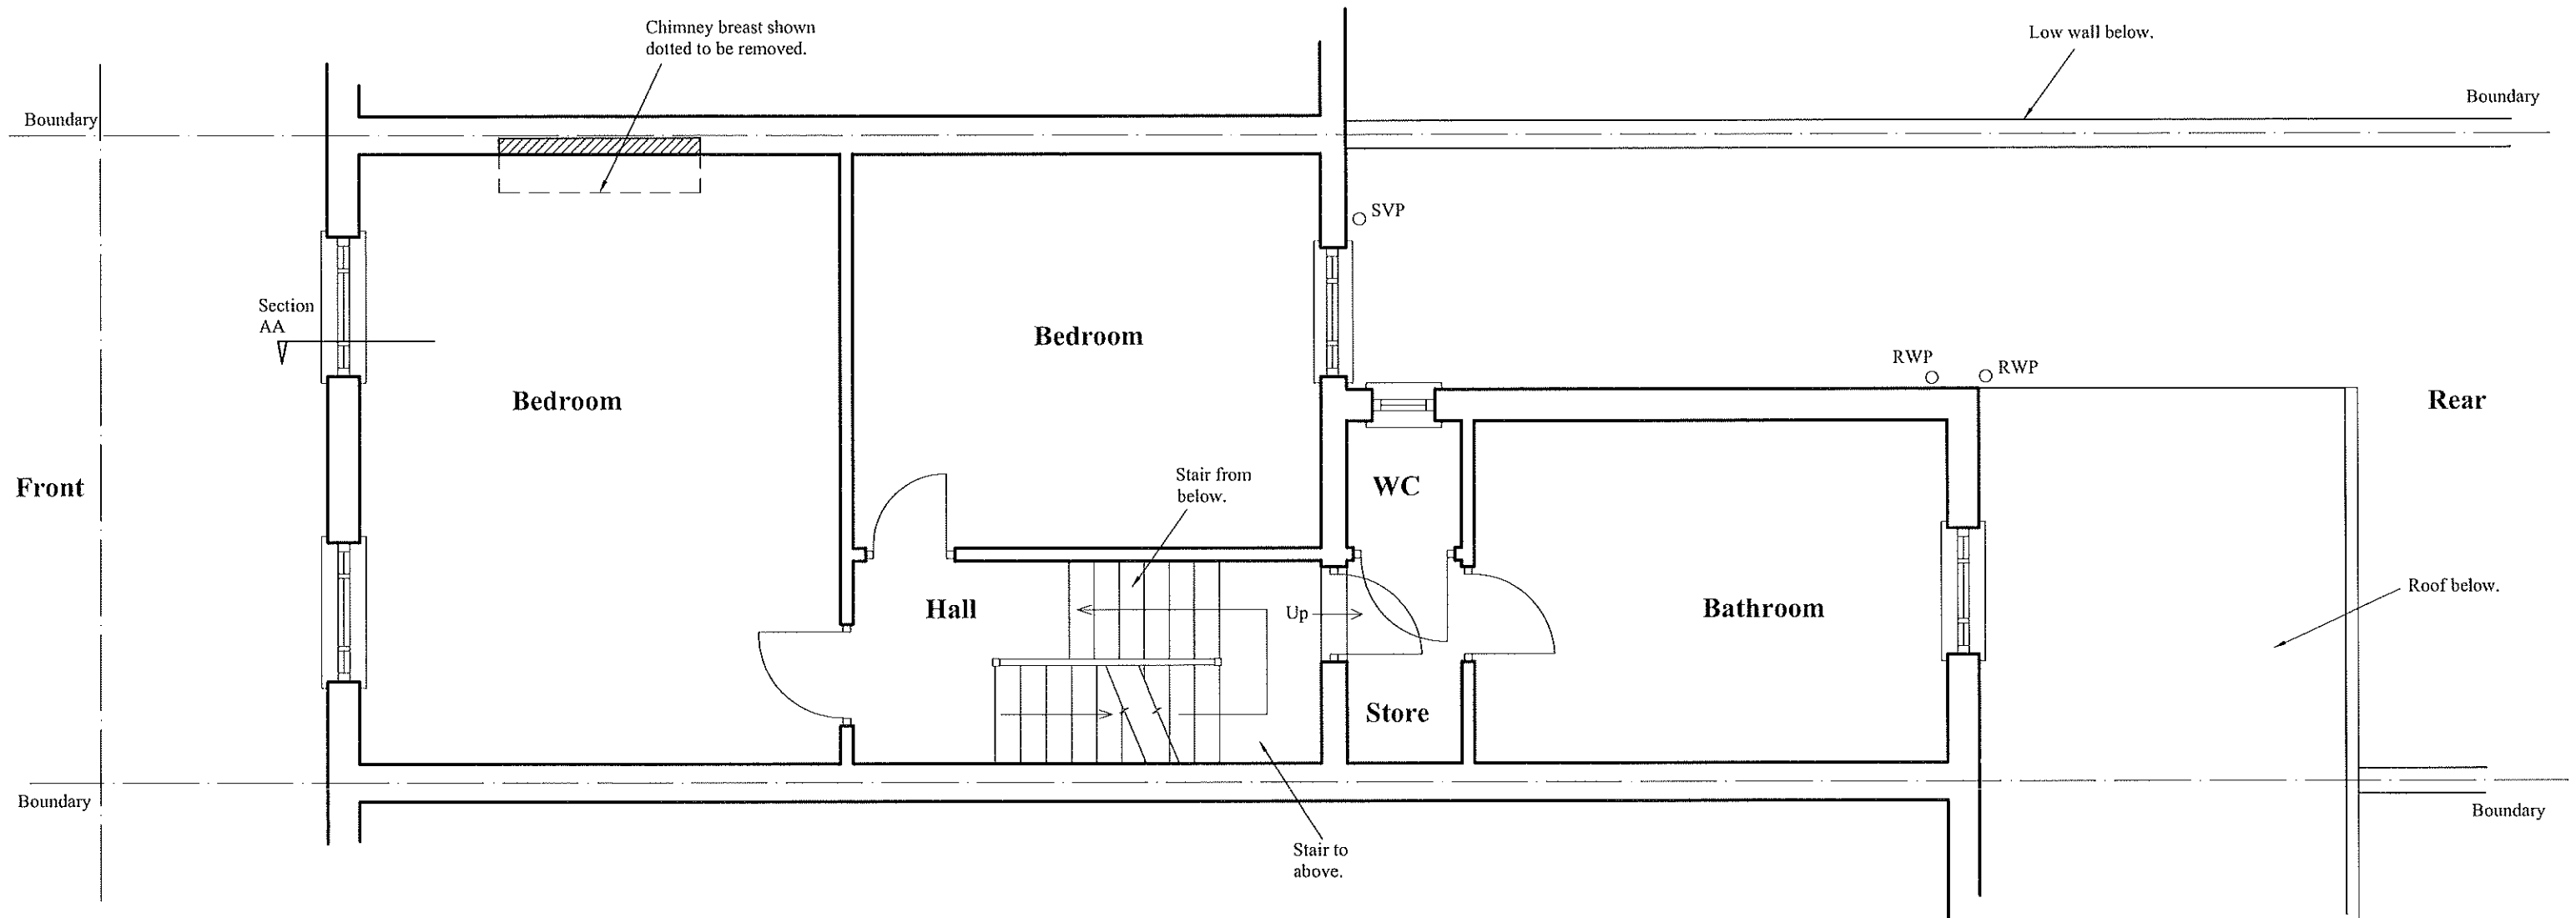 Chimney breast shown
dotted to be removed.
Low wall below.
Boundary
Boundary
SVP
Section
AA
Bedroom
RWP
RWP
Bedroom
Rear
Front
Stair from
below.
WC
Hall
Up
Bathroom
Roof below.
Store
Boundary
Boundary
Stair to
above.